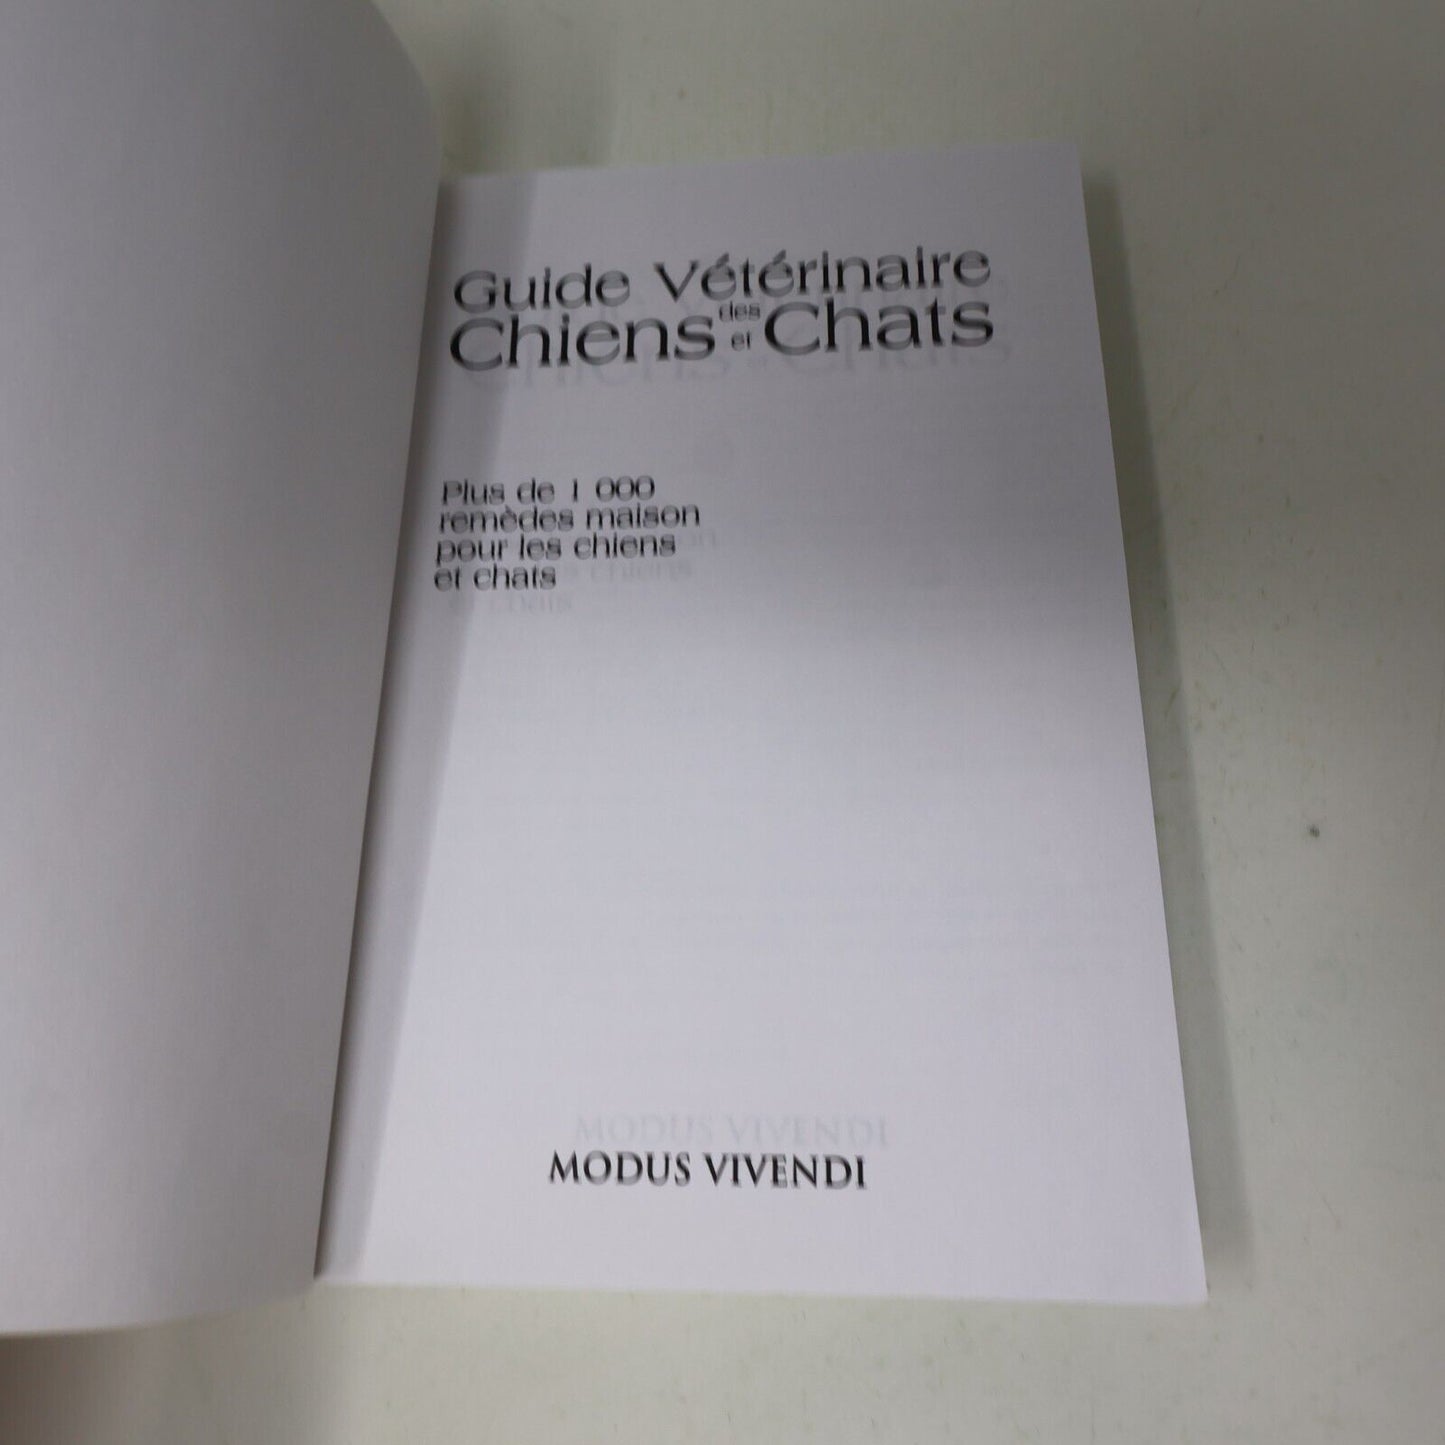 Guide Vétérinaire
des
Chiens et Chats
Plus de 1 000
remèdes maison
pour les chiens
et chats
MODUS VIVENDI